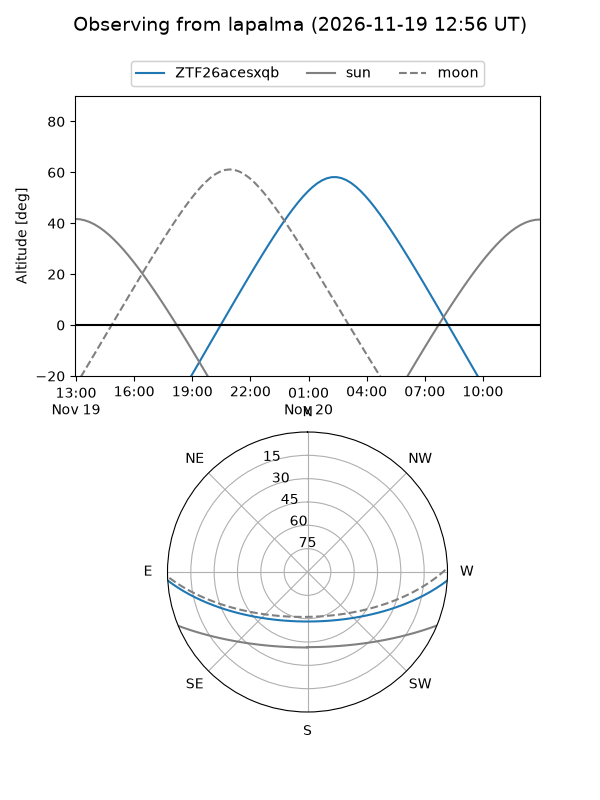 Observing from lapalma (2026-11-19 12:56 UT)
ZTF26acesxqb sun moon
Altitude [deg]
80
60
40
20
0
−20
13:00 16:00 19:00 22:00 01:00 04:00 07:00 10:00
Nov 19 Nov 20
N
NE NW
15
30
45
60
75
E W
SE SW
S